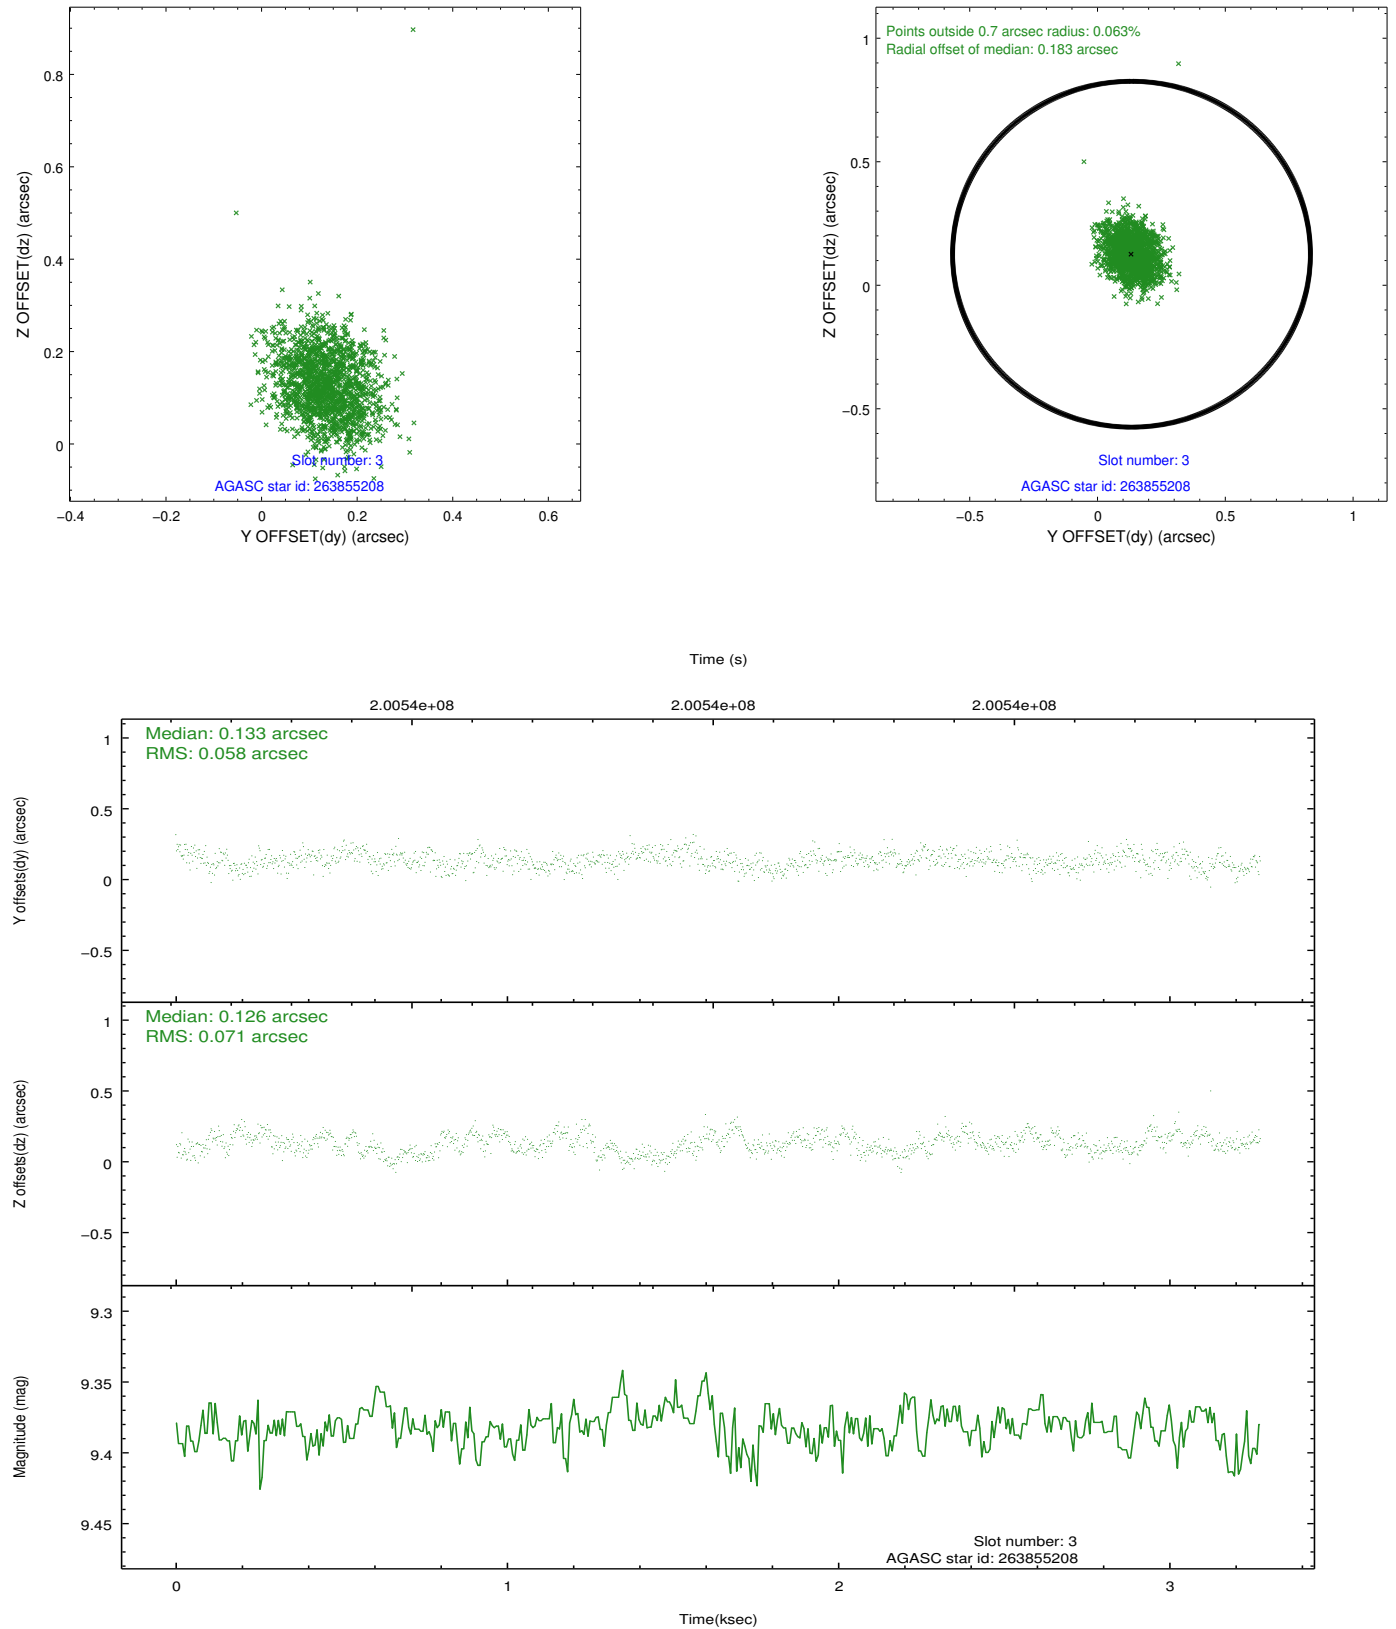 0.8
0.6
0.4
0.2
0
−0.4
−0.2
0
0.2
0.4
0.6
Z OFFSET(dz) (arcsec)
Y OFFSET(dy) (arcsec)
Slot number: 3
AGASC star id: 263855208
Points outside 0.7 arcsec radius: 0.063%
Radial offset of median: 0.183 arcsec
1
0.5
0
−0.5
−0.5
0
0.5
1
Z OFFSET(dz) (arcsec)
Y OFFSET(dy) (arcsec)
Slot number: 3
AGASC star id: 263855208
Time (s)
2.0054e+08
2.0054e+08
2.0054e+08
Median: 0.133 arcsec
RMS: 0.058 arcsec
1
0.5
0
−0.5
Y offsets(dy) (arcsec)
Median: 0.126 arcsec
RMS: 0.071 arcsec
1
0.5
0
−0.5
Z offsets(dz) (arcsec)
9.3
9.35
9.4
9.45
Magnitude (mag)
Slot number: 3
AGASC star id: 263855208
0
1
2
3
Time(ksec)